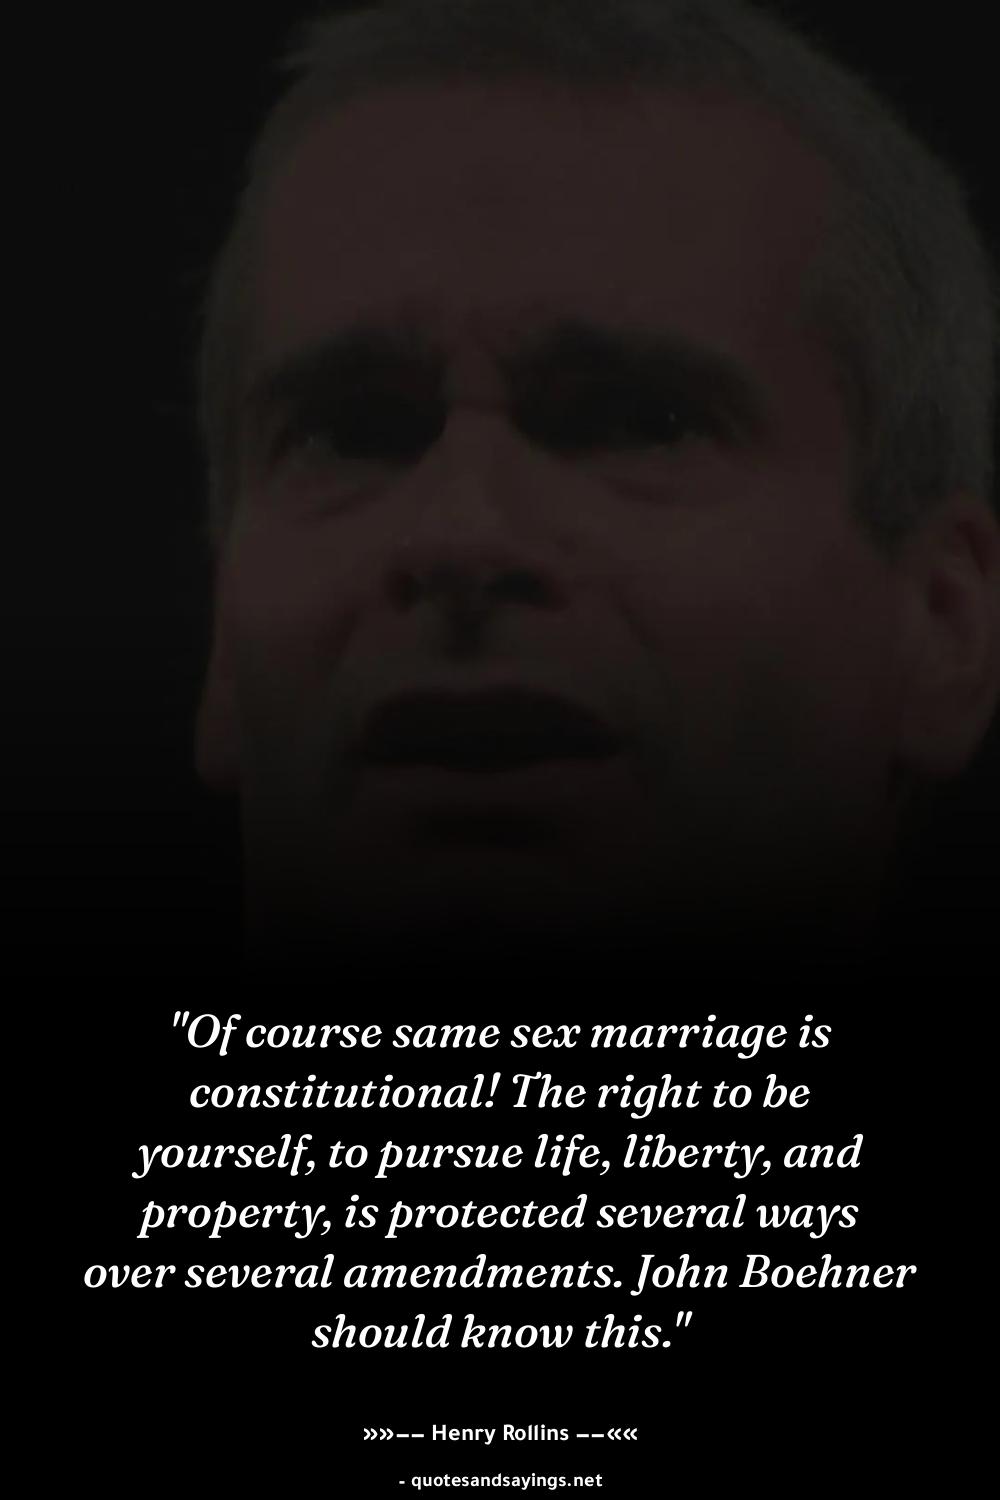 "Of course same sex marriage is
constitutional! The right to be
yourself, to pursue life, liberty, and
property, is protected several ways
over several amendments. John Boehner
should know this."
»»−− Henry Rollins −−««
- quotesandsayings.net